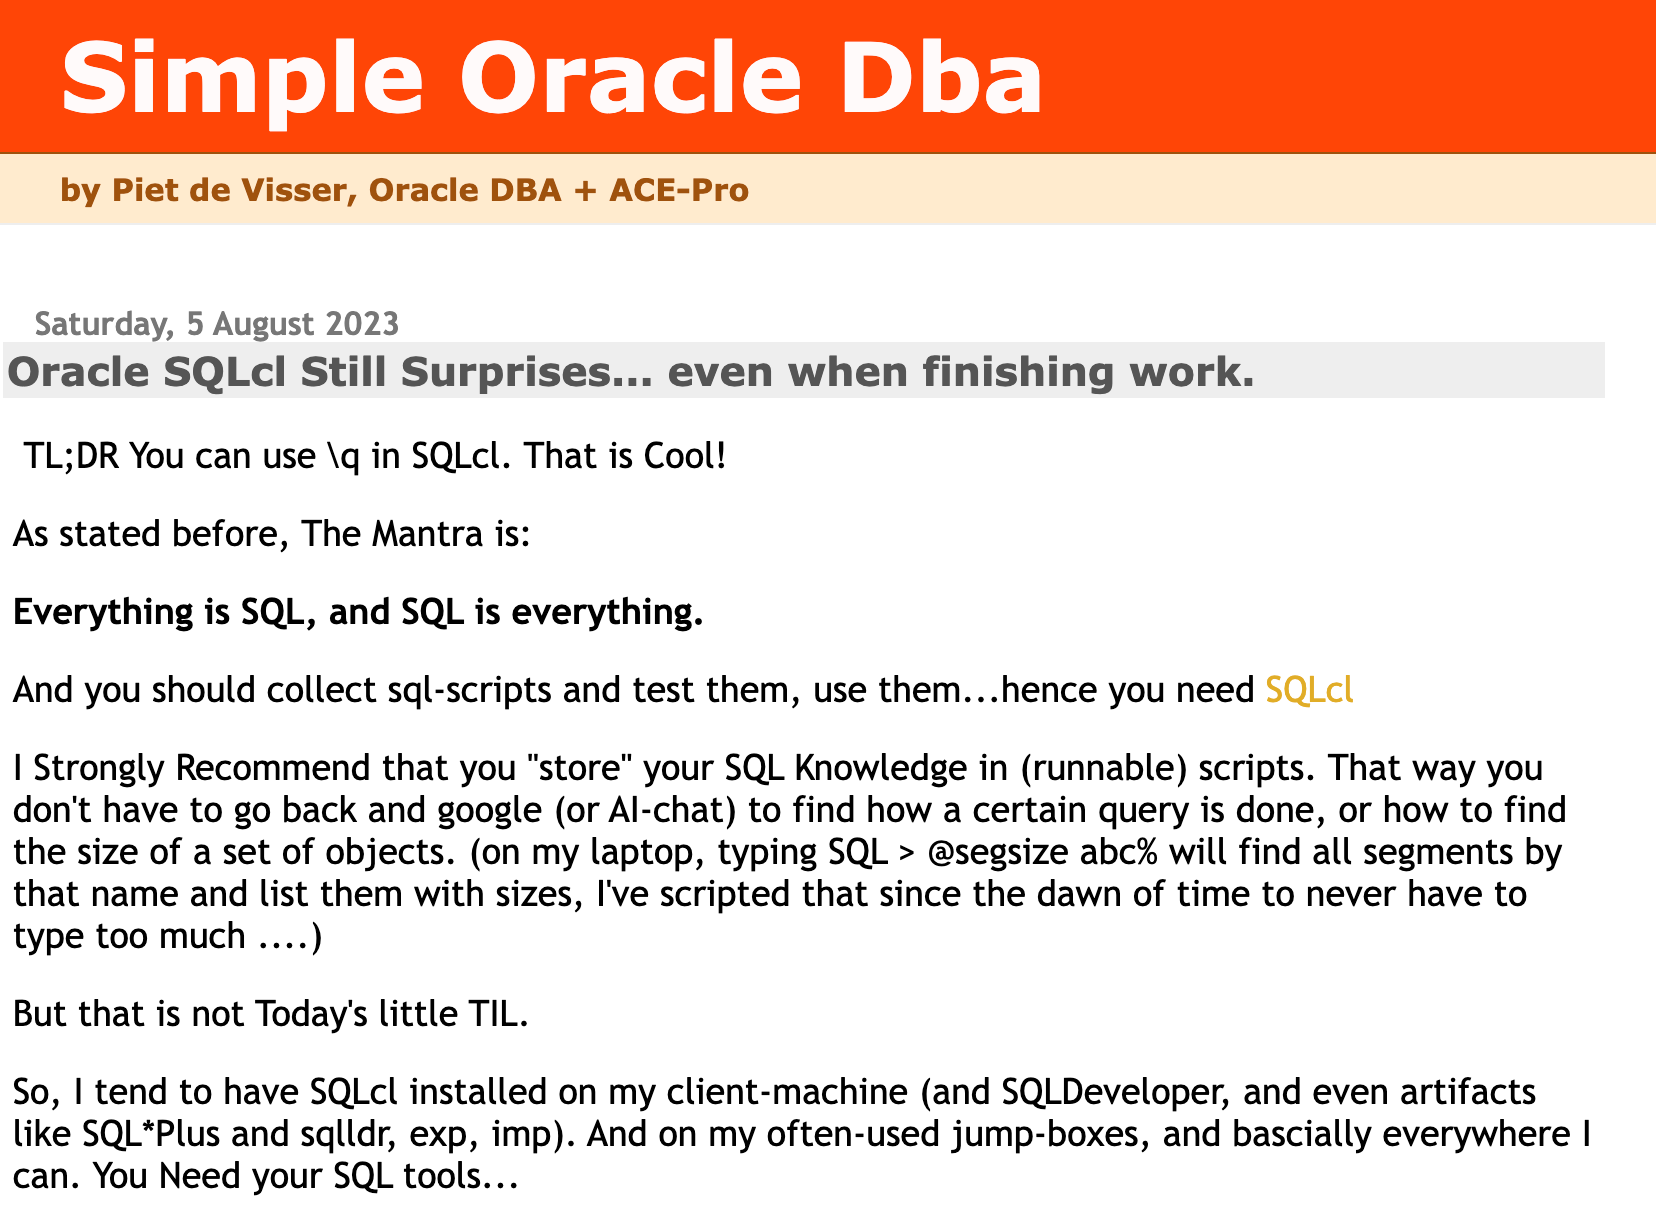 Simple Oracle Dba
by Piet de Visser, Oracle DBA + ACE-Pro
Saturday, 5 August 2023
Oracle SQLcl Still Surprises... even when finishing work.
TL;DR You can use \q in SQLcl. That is Cool!
As stated before, The Mantra is:
Everything is SQL, and SQL is everything.
And you should collect sql-scripts and test them, use them...hence you need SQLcl
I Strongly Recommend that you "store" your SQL Knowledge in (runnable) scripts. That way you
don't have to go back and google (or AI-chat) to find how a certain query is done, or how to find
the size of a set of objects. (on my laptop, typing SQL > @segsize abc% will find all segments by
that name and list them with sizes, I've scripted that since the dawn of time to never have to
type too much ....)
But that is not Today's little TIL.
So, I tend to have SQLcl installed on my client-machine (and SQLDeveloper, and even artifacts
like SQL*Plus and sqlldr, exp, imp). And on my often-used jump-boxes, and bascially everywhere I
can. You Need your SQL tools...